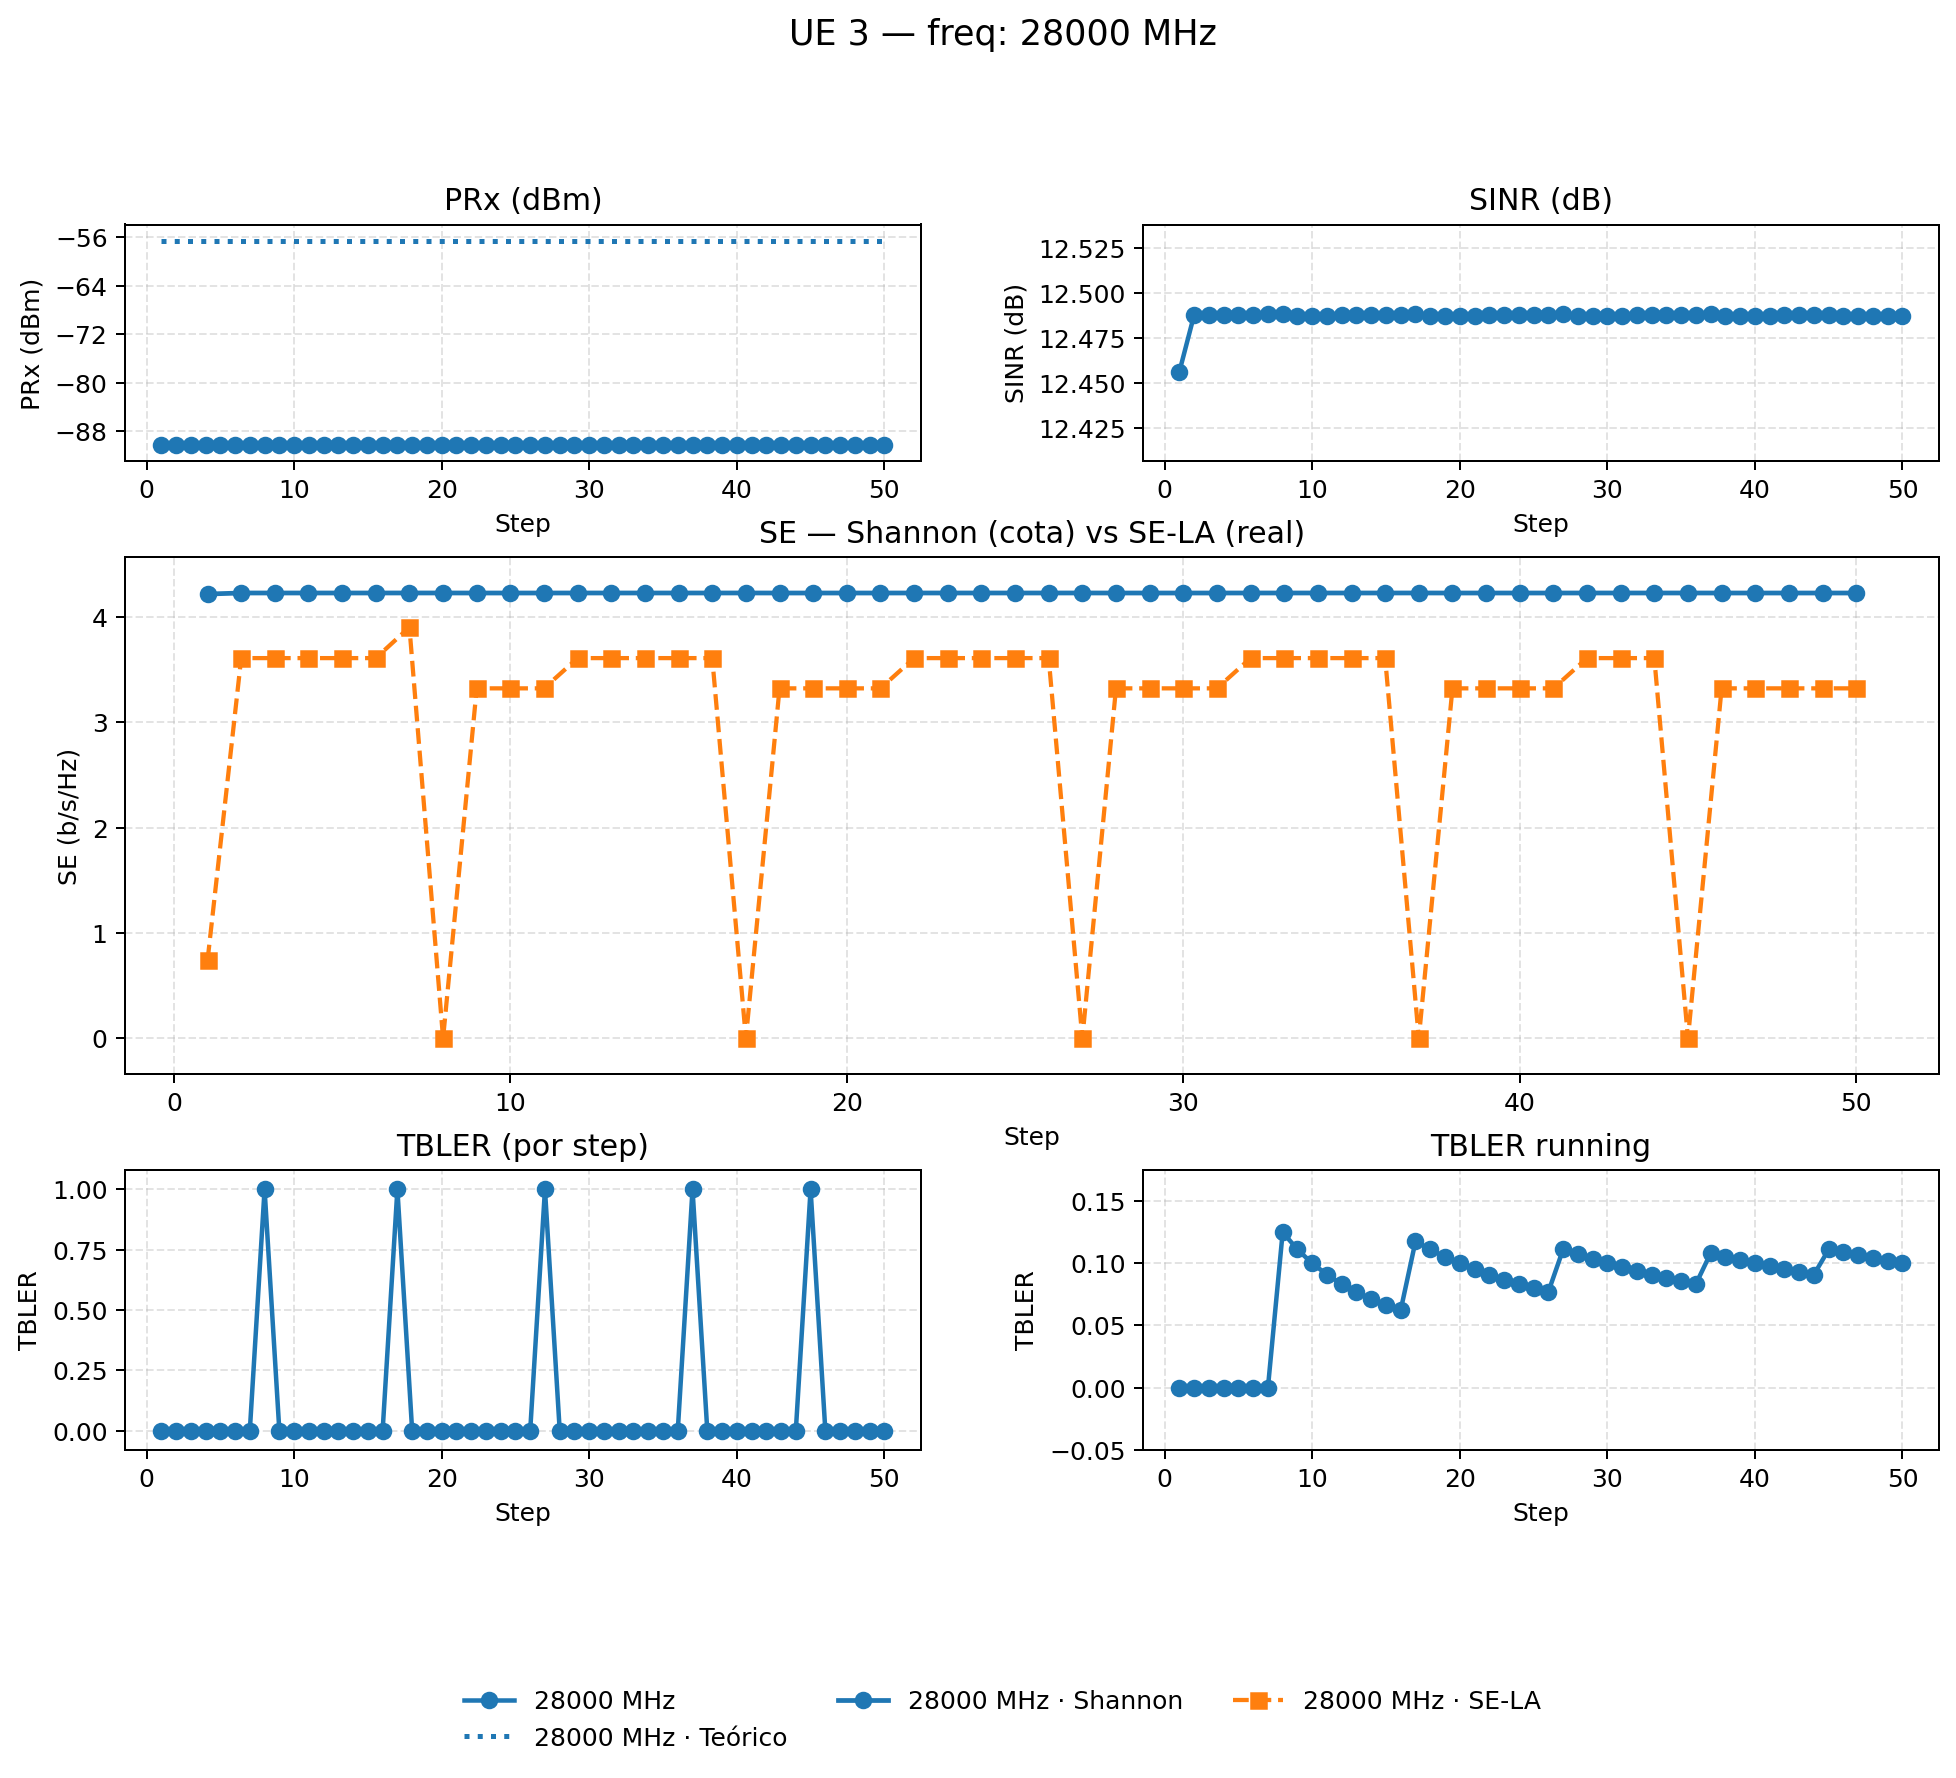 UE 3 — freq: 28000 MHz
PRx (dBm)
PRx (dBm)
−56
−64
−72
−80
−88
0 10 20 30 40 50
Step
SINR (dB)
SINR (dB)
12.525
12.500
12.475
12.450
12.425
0 10 20 30 40 50
Step
SE — Shannon (cota) vs SE-LA (real)
SE (b/s/Hz)
4
3
2
1
0
0 10 20 30 40 50
Step
TBLER (por step)
TBLER
1.00
0.75
0.50
0.25
0.00
0 10 20 30 40 50
Step
TBLER running
TBLER
0.15
0.10
0.05
0.00
−0.05
0 10 20 30 40 50
Step
28000 MHz
28000 MHz · Teórico
28000 MHz · Shannon
28000 MHz · SE-LA